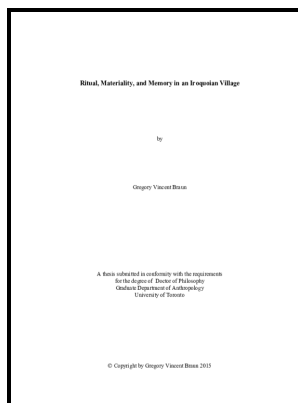 Ritual, Materiality, and Memory in an Iroquoian Village
by
Gregory Vincent Braun
A thesis submitted in conformity with the requirements
for the degree of Doctor of Philosophy
Graduate Department of Anthropology
University of Toronto
© Copyright by Gregory Vincent Braun 2015